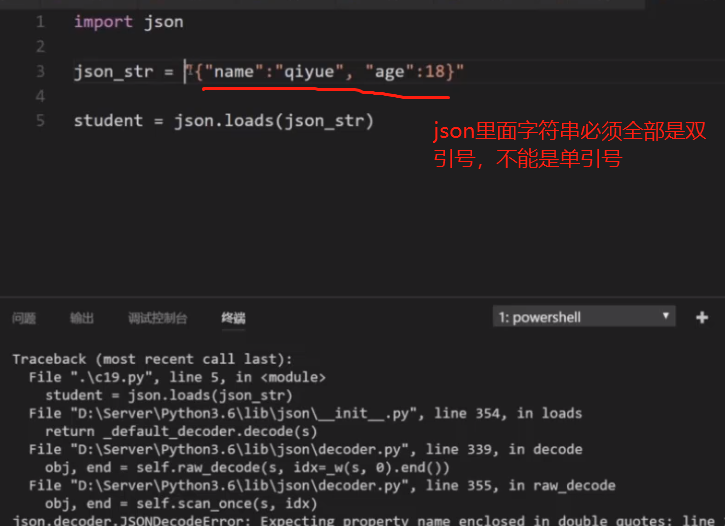 1 import json
2
3 json_str = "{"name":"qiyue", "age":18}"
4
5 student = json.loads(json_str)
json里面字符串必须全部是双
引号，不能是单引号
问题 输出 调试控制台 终端 1: powershell
Traceback (most recent call last):
File ".\c19.py", line 5, in <module>
student = json.loads(json_str)
File "D:\Server\Python3.6\lib\json\__init__.py", line 354, in loads
return _default_decoder.decode(s)
File "D:\Server\Python3.6\lib\json\decoder.py", line 339, in decode
obj, end = self.raw_decode(s, idx=_w(s, 0).end())
File "D:\Server\Python3.6\lib\json\decoder.py", line 355, in raw_decode
obj, end = self.scan_once(s, idx)
json.decoder.JSONDecodeError: Expecting property name enclosed in double quotes: line